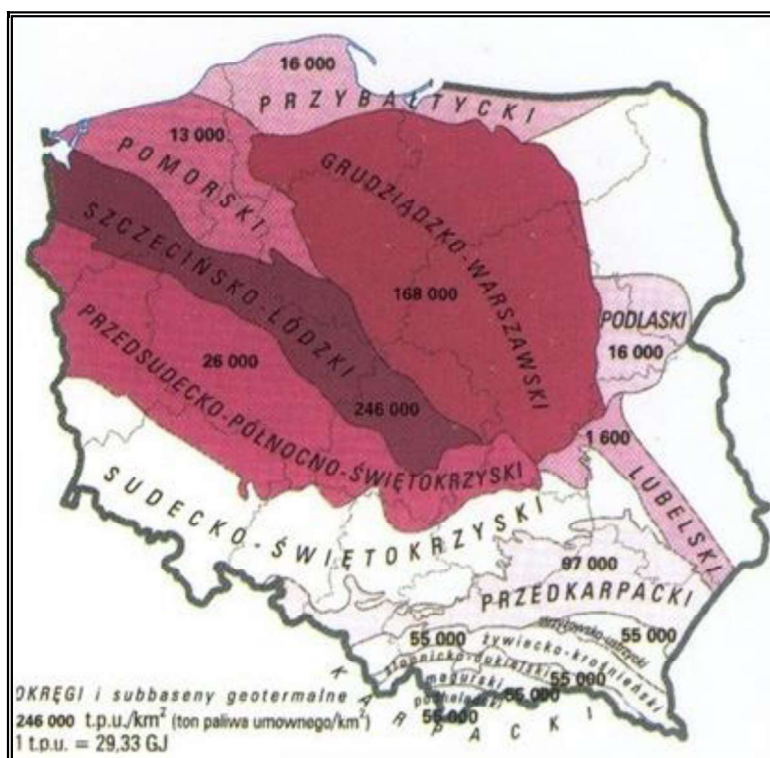 16 000
PRZYBAŁTYCKI
13 000
POMORSKI
GRUDZIĄDZKO-WARSZAWSKI
168 000
SZCZECIŃSKO-ŁÓDZKI
246 000
PRZEDSUDECKO-PÓŁNOCNO-ŚWIĘTOKRZYSKI
26 000
PODLASKI
16 000
1 600
LUBELSKI
SUDECKO-ŚWIĘTOKRZYSKI
97 000
PRZEDKARPACKI
55 000
55 000
żywiecko-krośnieński
55 000
magurski
55 000
55 000
KARPACKI
OKRĘGI i subbaseny geotermalne
246 000 t.p.u./km² (ton paliwa umownego/km²)
1 t.p.u. = 29,33 GJ